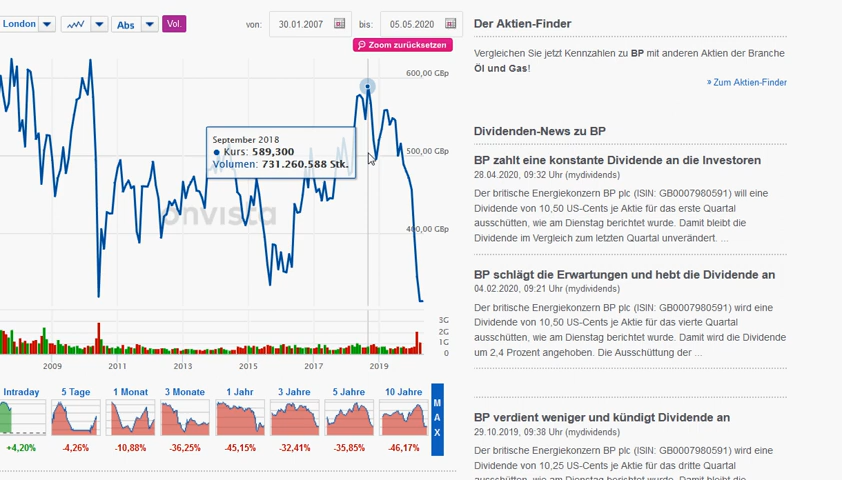 London
Abs
Vol.
von:
30.01.2007
bis:
05.05.2020
Zoom zurücksetzen
600,00 GBp
500,00 GBp
400,00 GBp
September 2018
Kurs: 589,300
Volumen: 731.260.588 Stk.
onvista
3G
2G
1G
0
2009
2011
2013
2015
2017
2019
Intraday
5 Tage
1 Monat
3 Monate
1 Jahr
3 Jahre
5 Jahre
10 Jahre
M
A
X
+4,20%
-4,26%
-10,88%
-36,25%
-45,15%
-32,41%
-35,85%
-46,17%
Der Aktien-Finder
Vergleichen Sie jetzt Kennzahlen zu BP mit anderen Aktien der Branche
Öl und Gas!
» Zum Aktien-Finder
Dividenden-News zu BP
BP zahlt eine konstante Dividende an die Investoren
28.04.2020, 09:32 Uhr (mydividends)
Der britische Energiekonzern BP plc (ISIN: GB0007980591) will eine
Dividende von 10,50 US-Cents je Aktie für das erste Quartal
ausschütten, wie am Dienstag berichtet wurde. Damit bleibt die
Dividende im Vergleich zum letzten Quartal unverändert. ...
BP schlägt die Erwartungen und hebt die Dividende an
04.02.2020, 09:21 Uhr (mydividends)
Der britische Energiekonzern BP plc (ISIN: GB0007980591) wird eine
Dividende von 10,50 US-Cents je Aktie für das vierte Quartal
ausschütten, wie am Dienstag berichtet wurde. Damit wird die Dividende
um 2,4 Prozent angehoben. Die Ausschüttung der ...
BP verdient weniger und kündigt Dividende an
29.10.2019, 09:38 Uhr (mydividends)
Der britische Energiekonzern BP plc (ISIN: GB0007980591) wird eine
Dividende von 10,25 US-Cents je Aktie für das dritte Quartal
ausschütten, wie am Dienstag berichtet wurde. Damit bleibt die